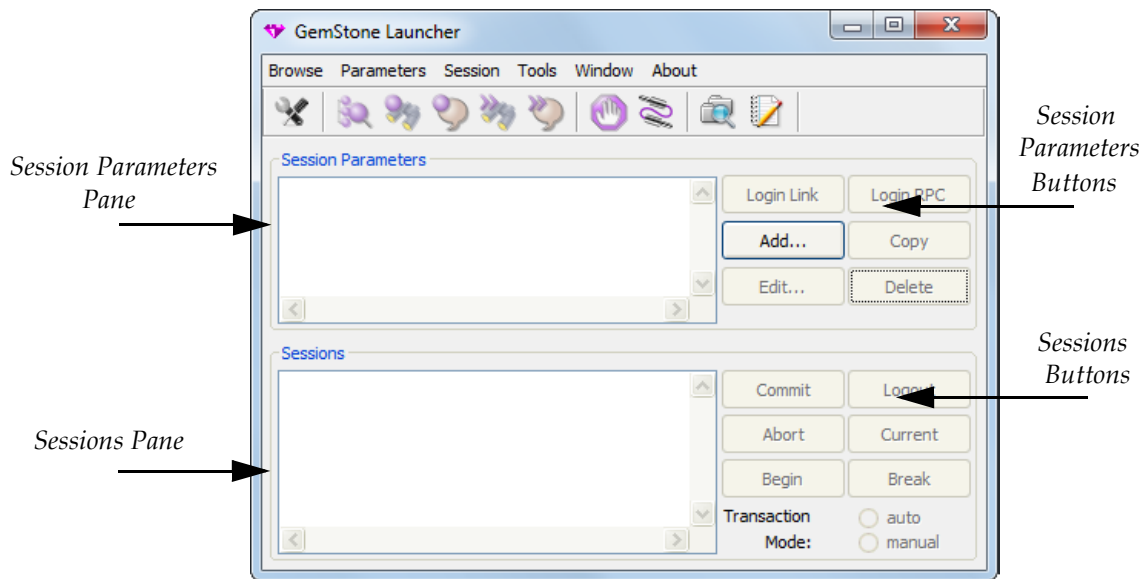 GemStone Launcher
Browse Parameters Session Tools Window About
Session Parameters
Login Link Login RPC
Add... Copy
Edit... Delete
Sessions
Commit Logout
Abort Current
Begin Break
Transaction Mode:
auto
manual
Session Parameters
Pane
Sessions Pane
Session
Parameters
Buttons
Sessions
Buttons